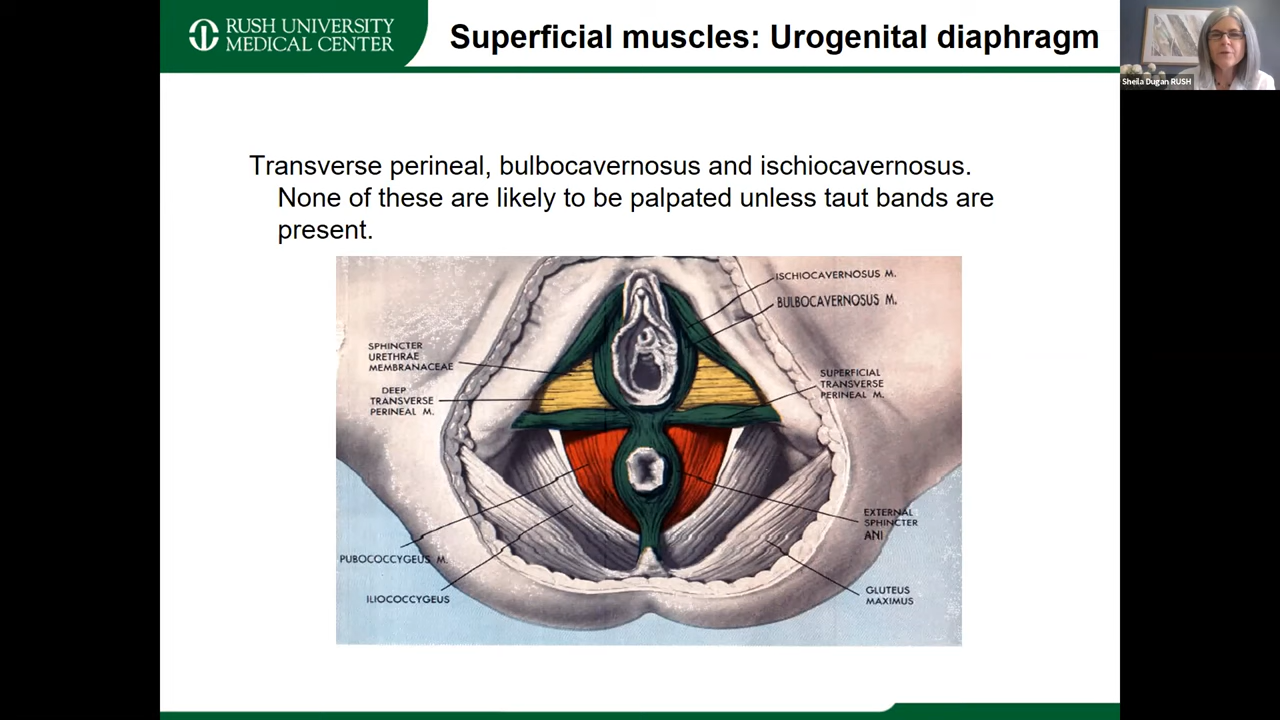 RUSH UNIVERSITY
MEDICAL CENTER
Superficial muscles: Urogenital diaphragm
Sheila Dugan RUSH
Transverse perineal, bulbocavernosus and ischiocavernosus.
None of these are likely to be palpated unless taut bands are
present.
ISCHIOCAVERNOSUS M.
BULBOCAVERNOSUS M.
SPHINCTER
URETHRAE
MEMBRANACEAE
DEEP
TRANSVERSE
PERINEAL M.
SUPERFICIAL
TRANSVERSE
PERINEAL M.
EXTERNAL
SPHINCTER
ANI
PUBOCOCCYGEUS M.
ILIOCOCCYGEUS
GLUTEUS
MAXIMUS